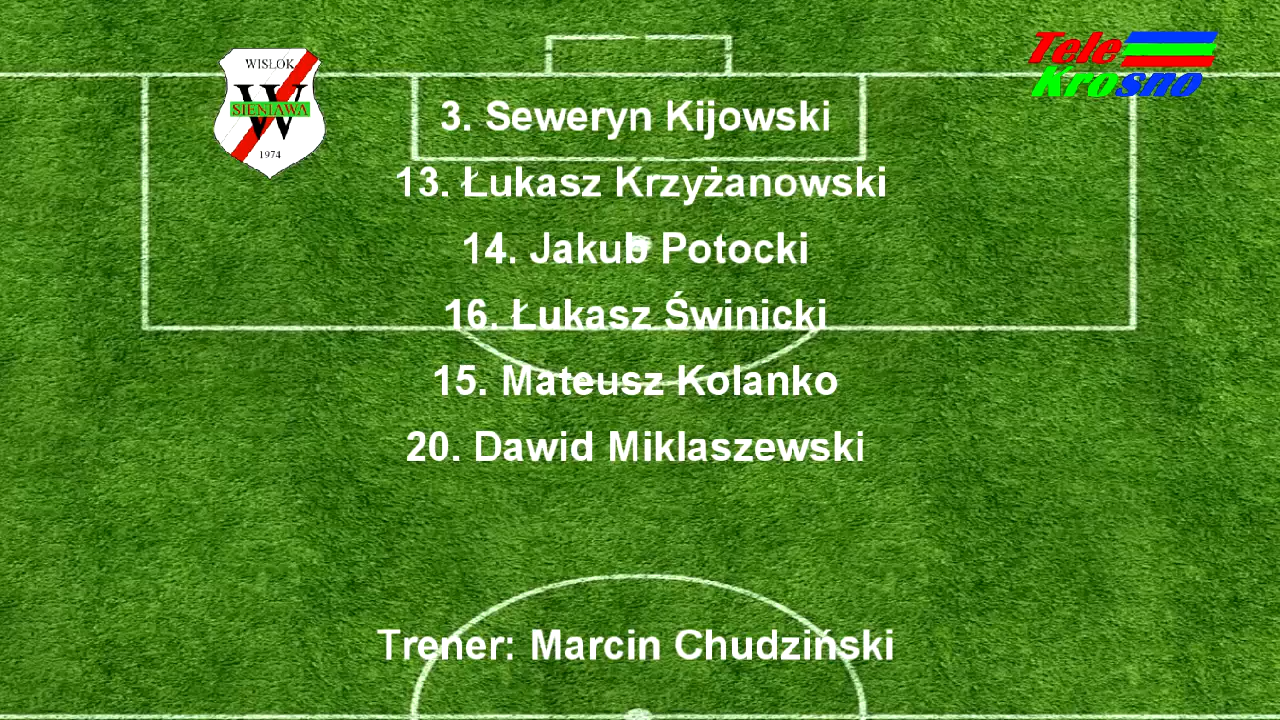 WISŁOK
SIENIAWA
1974
Tele
Krosno
3. Seweryn Kijowski
13. Łukasz Krzyżanowski
14. Jakub Potocki
16. Łukasz Świnicki
15. Mateusz Kolanko
20. Dawid Miklaszewski
Trener: Marcin Chudziński